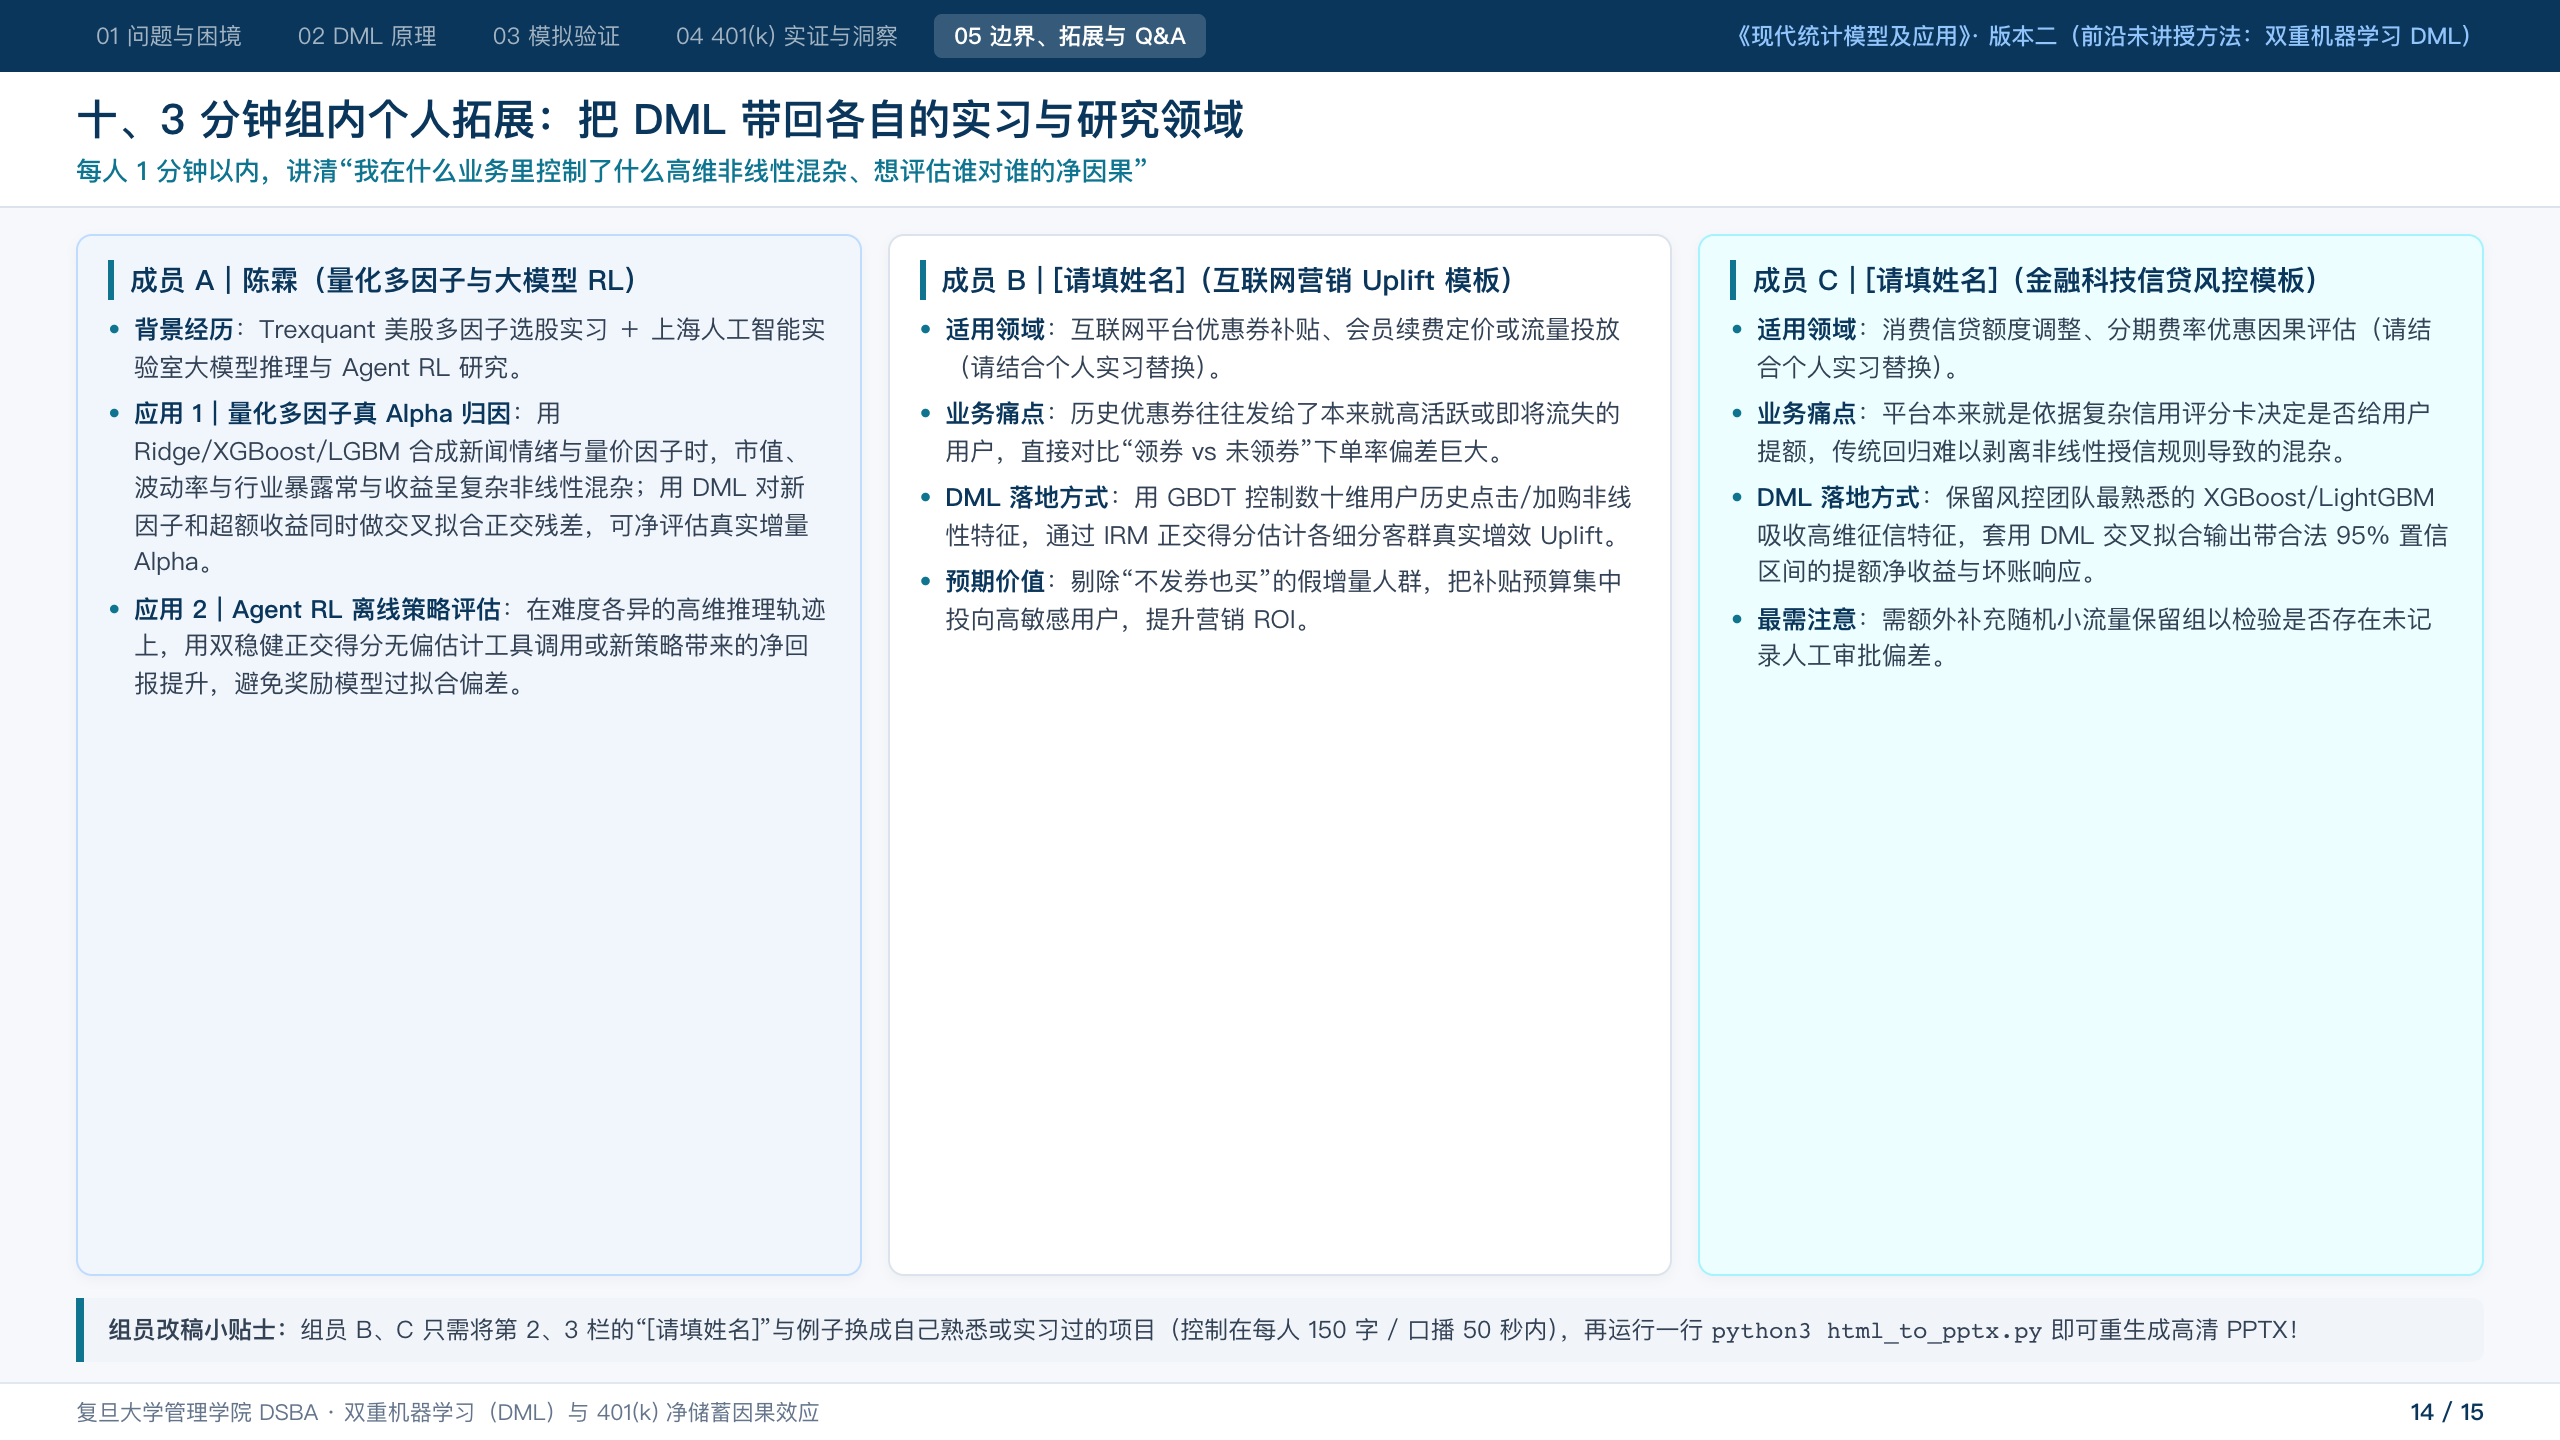 01 问题与困境
02 DML 原理
03 模拟验证
04 401(k) 实证与洞察
05 边界、拓展与 Q&A
《现代统计模型及应用》· 版本二（前沿未讲授方法：双重机器学习 DML）
十、3 分钟组内个人拓展：把 DML 带回各自的实习与研究领域
每人 1 分钟以内，讲清“我在什么业务里控制了什么高维非线性混杂、想评估谁对谁的净因果”
成员 A | 陈霖（量化多因子与大模型 RL）
• 背景经历：Trexquant 美股多因子选股实习 + 上海人工智能实
验室大模型推理与 Agent RL 研究。
• 应用 1 | 量化多因子真 Alpha 归因：用
Ridge/XGBoost/LGBM 合成新闻情绪与量价因子时，市值、
波动率与行业暴露常与收益呈复杂非线性混杂；用 DML 对新
因子和超额收益同时做交叉拟合正交残差，可净评估真实增量
Alpha。
• 应用 2 | Agent RL 离线策略评估：在难度各异的高维推理轨迹
上，用双稳健正交得分无偏估计工具调用或新策略带来的净回
报提升，避免奖励模型过拟合偏差。
成员 B | [请填姓名]（互联网营销 Uplift 模板）
• 适用领域：互联网平台优惠券补贴、会员续费定价或流量投放
（请结合个人实习替换）。
• 业务痛点：历史优惠券往往发给了本来就高活跃或即将流失的
用户，直接对比“领券 vs 未领券”下单率偏差巨大。
• DML 落地方式：用 GBDT 控制数十维用户历史点击/加购非线
性特征，通过 IRM 正交得分估计各细分客群真实增效 Uplift。
• 预期价值：剔除“不发券也买”的假增量人群，把补贴预算集中
投向高敏感用户，提升营销 ROI。
成员 C | [请填姓名]（金融科技信贷风控模板）
• 适用领域：消费信贷额度调整、分期费率优惠因果评估（请结
合个人实习替换）。
• 业务痛点：平台本来就是依据复杂信用评分卡决定是否给用户
提额，传统回归难以剥离非线性授信规则导致的混杂。
• DML 落地方式：保留风控团队最熟悉的 XGBoost/LightGBM
吸收高维征信特征，套用 DML 交叉拟合输出带合法 95% 置信
区间的提额净收益与坏账响应。
• 最需注意：需额外补充随机小流量保留组以检验是否存在未记
录人工审批偏差。
组员改稿小贴士：组员 B、C 只需将第 2、3 栏的“[请填姓名]”与例子换成自己熟悉或实习过的项目（控制在每人 150 字 / 口播 50 秒内），再运行一行 python3 html_to_pptx.py 即可重生成高清 PPTX！
复旦大学管理学院 DSBA · 双重机器学习（DML）与 401(k) 净储蓄因果效应
14 / 15